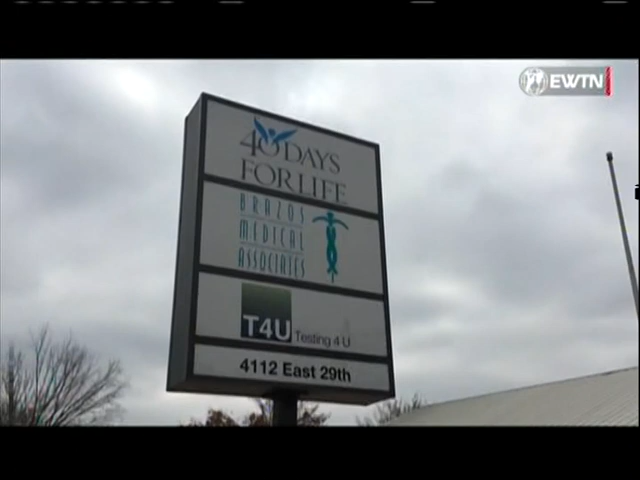 EWTN
40 DAYS
FOR LIFE
BRAZOS
MEDICAL
ASSOCIATES
T4U Testing 4 U
4112 East 29th